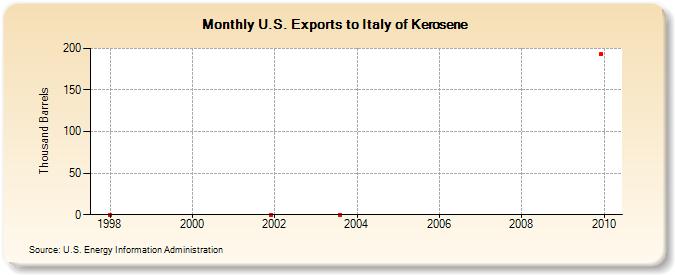 Monthly U.S. Exports to Italy of Kerosene
Thousand Barrels
200
150
100
50
0
1998 2000 2002 2004 2006 2008 2010
Source: U.S. Energy Information Administration